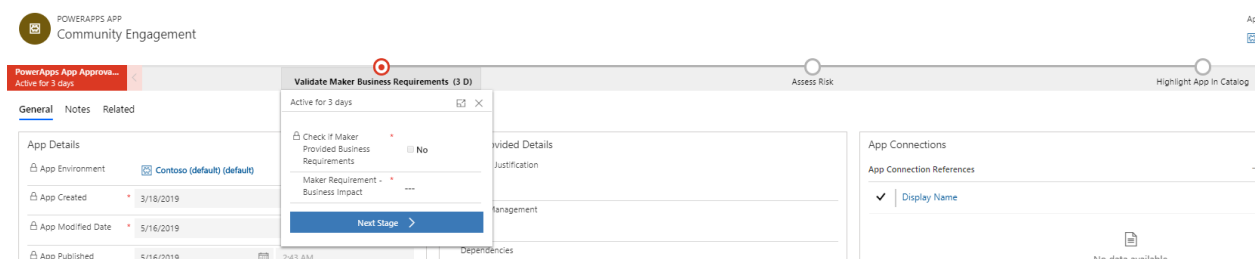 POWERAPPS APP
Community Engagement
PowerApps App Approva...
Active for 3 days
Validate Maker Business Requirements (3 D)
Assess Risk
Highlight App In Catalog
General Notes Related
Active for 3 days
Check if Maker Provided Business Requirements * No
Maker Requirement - Business Impact * ---
Next Stage
App Details
App Environment Contoso (default) (default)
App Created * 3/18/2019
App Modified Date * 5/16/2019
App Published 5/16/2019 2:43 AM
Details
Justification
Management
Dependencies
App Connections
App Connection References
Display Name
No data available